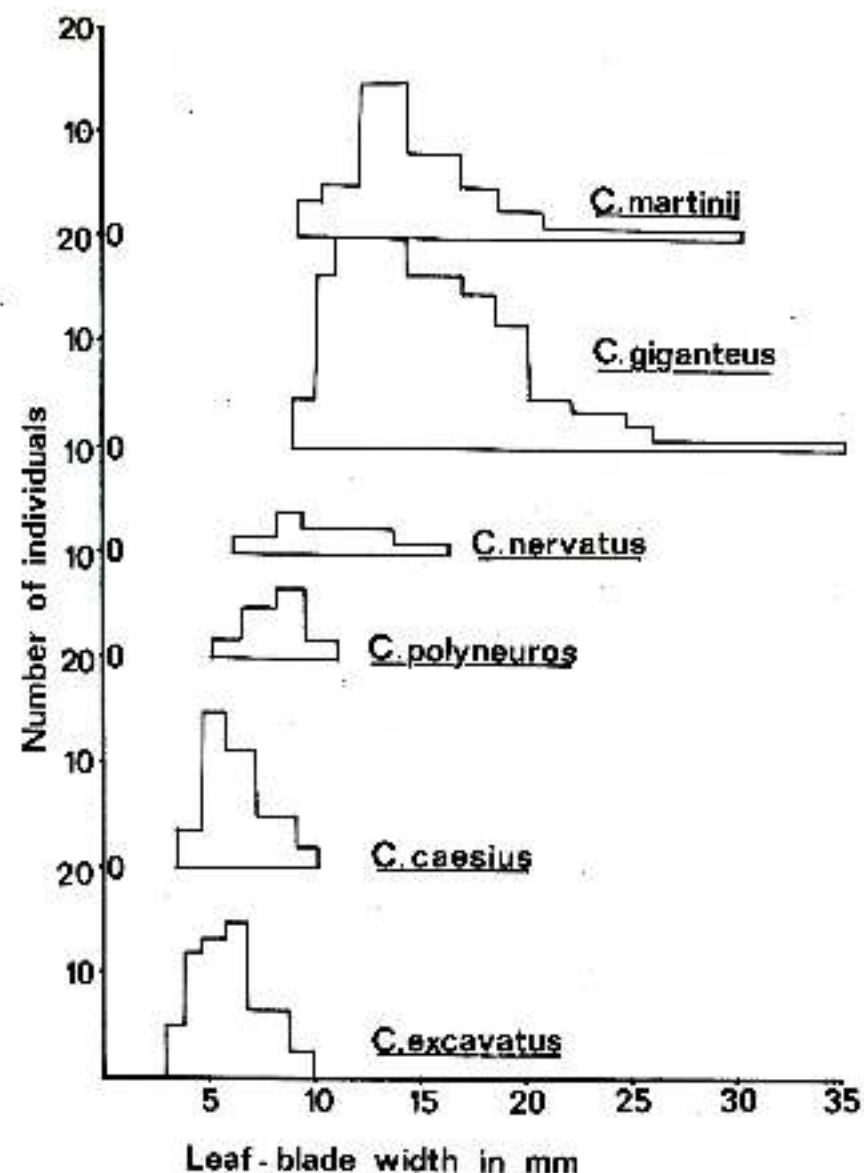 20
10
C. martinii
20 0
10
C. giganteus
10 0
C. nervatus
10 0
C. polyneuros
20 0
10
C. caesius
20 0
10
C. excavatus
5 10 15 20 25 30 35
Leaf-blade width in mm
Number of individuals